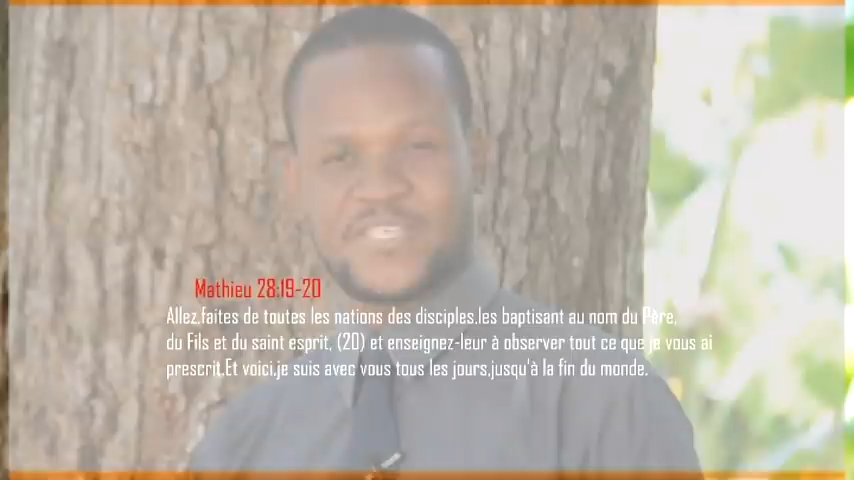 Mathieu 28:19-20
Allez,faites de toutes les nations des disciples.les baptisant au nom du Père,
du Fils et du saint esprit, (20) et enseignez-leur à observer tout ce que je vous ai
prescrit.Et voici,je suis avec vous tous les jours,jusqu'à la fin du monde.